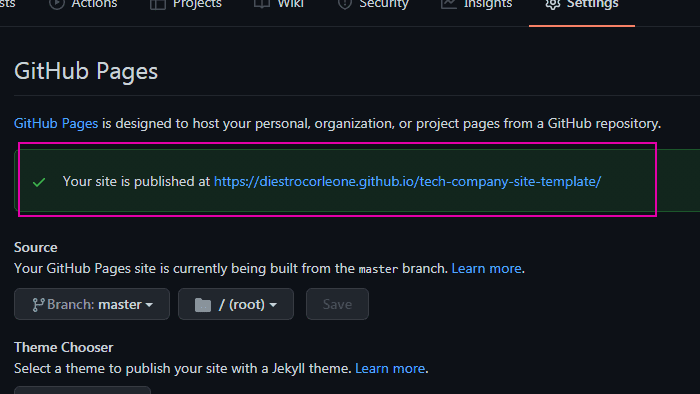 Actions Projects Wiki Security Insights Settings
GitHub Pages
GitHub Pages is designed to host your personal, organization, or project pages from a GitHub repository.
Your site is published at https://diestrocorleone.github.io/tech-company-site-template/
Source
Your GitHub Pages site is currently being built from the master branch. Learn more.
Branch: master / (root) Save
Theme Chooser
Select a theme to publish your site with a Jekyll theme. Learn more.